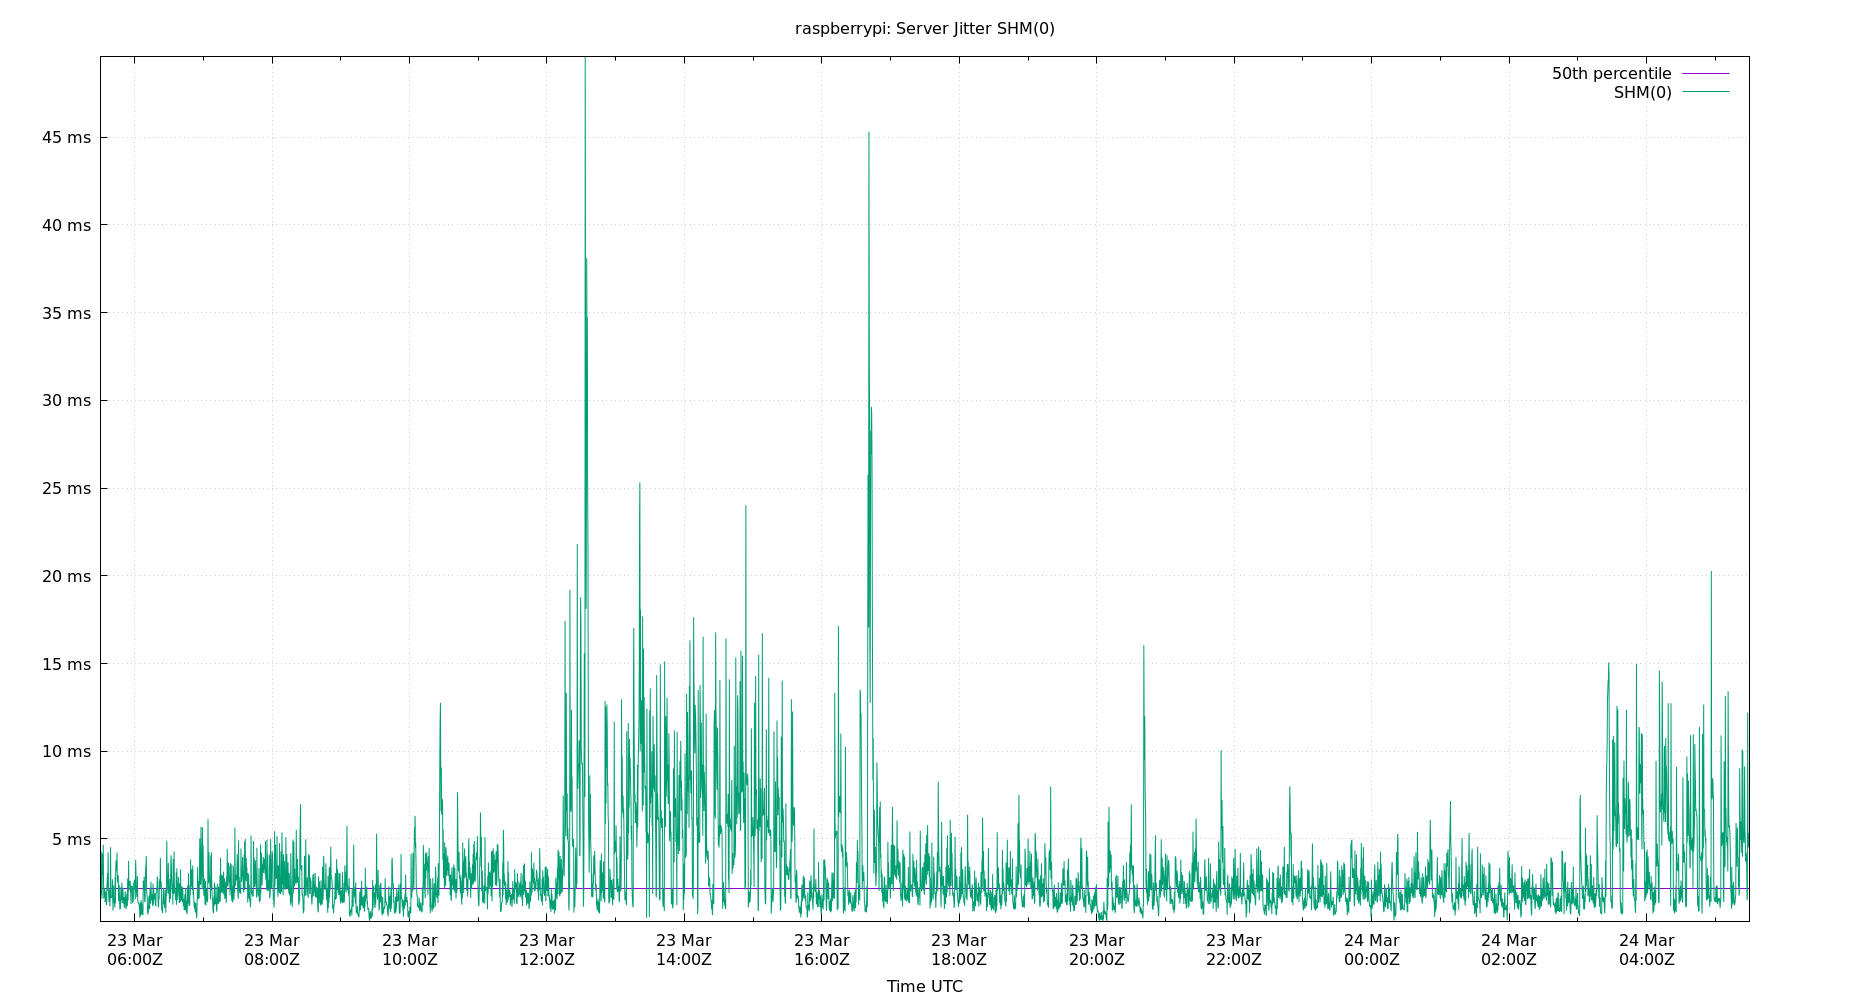 raspberrypi: Server Jitter SHM(0)
50th percentile
SHM(0)
45 ms
40 ms
35 ms
30 ms
25 ms
20 ms
15 ms
10 ms
5 ms
23 Mar 23 Mar 23 Mar 23 Mar 23 Mar 23 Mar 23 Mar 23 Mar 23 Mar 24 Mar 24 Mar 24 Mar
06:00Z 08:00Z 10:00Z 12:00Z 14:00Z 16:00Z 18:00Z 20:00Z 22:00Z 00:00Z 02:00Z 04:00Z
Time UTC